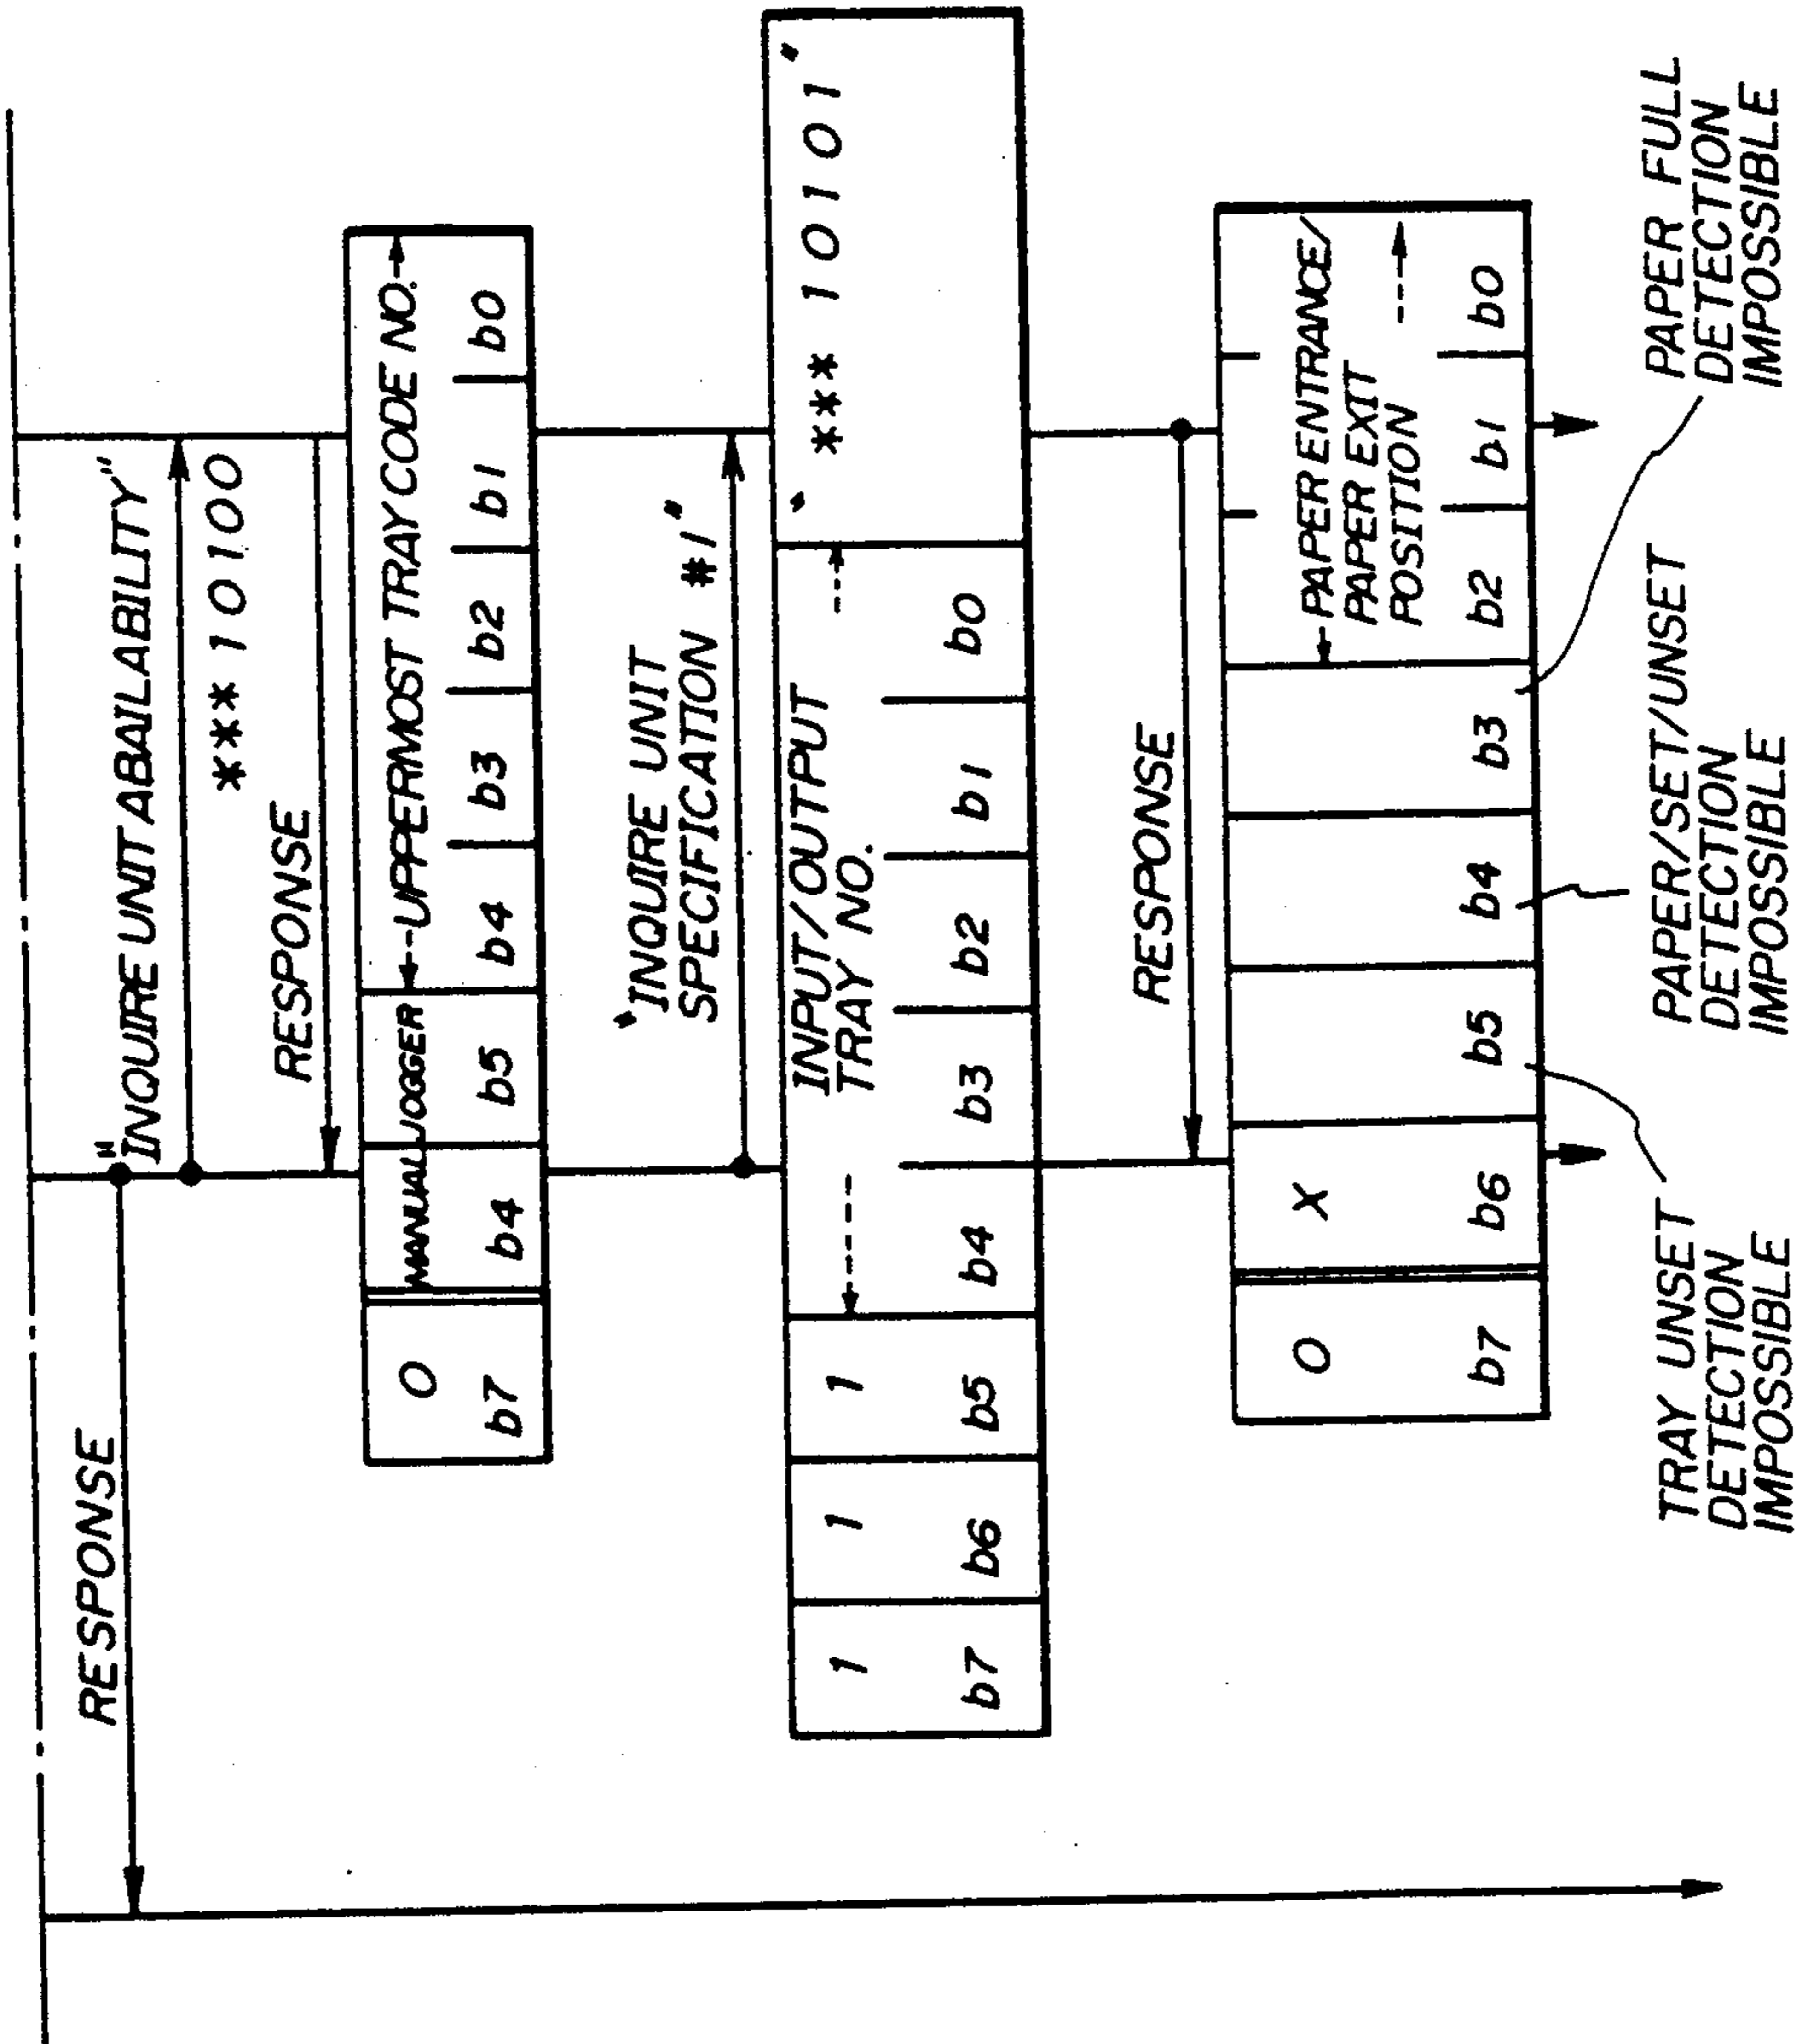 RESPONSE
"INQUIRE UNIT ABAILABILITY"
*** 10100
RESPONSE
0 MANUAL JOGGER UPPERMOST TRAY CODE NO.
b7 b4 b5 b4 b3 b2 b1 b0
"INQUIRE UNIT
SPECIFICATION #1"
1 1 1 INPUT/OUTPUT
TRAY NO.
" *** 10101 "
b7 b6 b5 b4 b3 b2 b1 b0
RESPONSE
0 X PAPER ENTRANCE/
PAPER EXIT
POSITION
b7 b6 b5 b4 b3 b2 b1 b0
TRAY UNSET
DETECTION
IMPOSSIBLE
PAPER/SET/UNSET
DETECTION
IMPOSSIBLE
PAPER FULL
DETECTION
IMPOSSIBLE